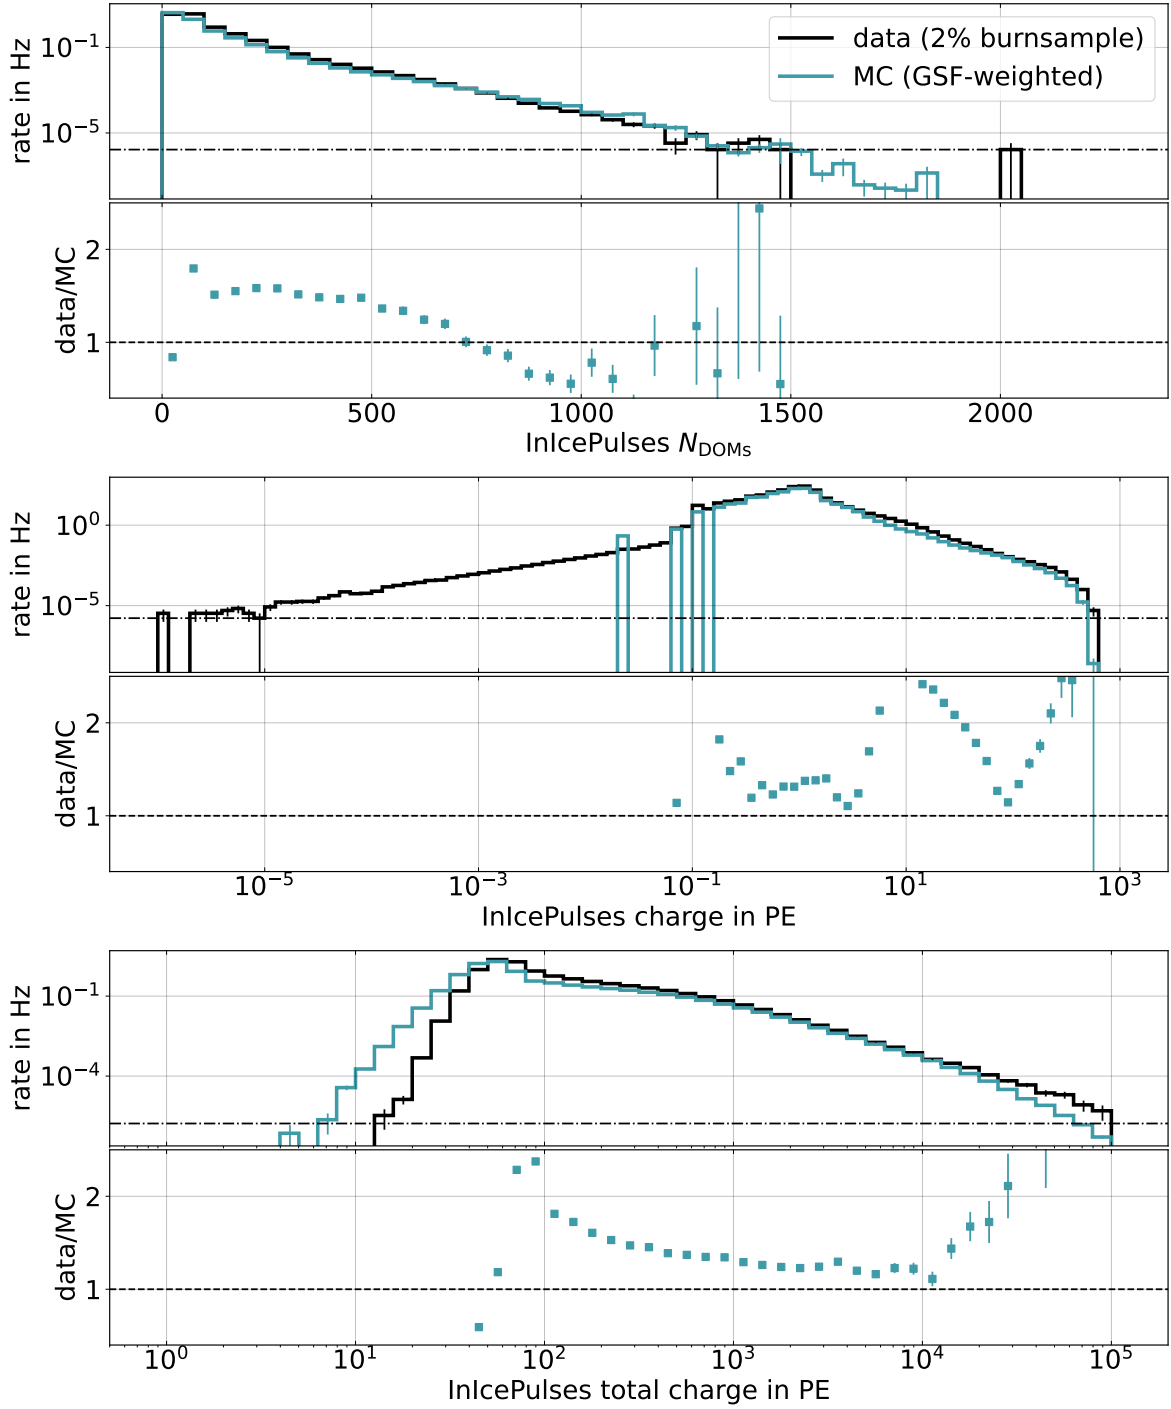 data (2% burnsample)
MC (GSF-weighted)
rate in Hz
10⁻¹
10⁻⁵
data/MC
2
1
0 500 1000 1500 2000
InIcePulses N_DOMs
rate in Hz
10⁰
10⁻⁵
data/MC
2
1
10⁻⁵ 10⁻³ 10⁻¹ 10¹ 10³
InIcePulses charge in PE
rate in Hz
10⁻¹
10⁻⁴
data/MC
2
1
10⁰ 10¹ 10² 10³ 10⁴ 10⁵
InIcePulses total charge in PE